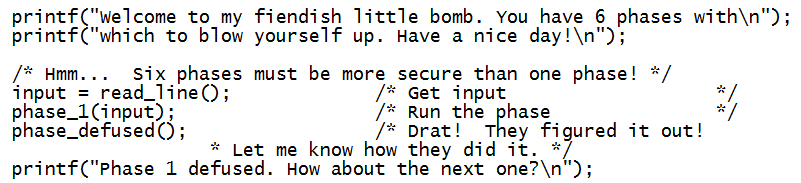 printf("Welcome to my fiendish little bomb. You have 6 phases with\n");
printf("which to blow yourself up. Have a nice day!\n");
/* Hmm...  Six phases must be more secure than one phase! */
input = read_line();             /* Get input                   */
phase_1(input);                  /* Run the phase               */
phase_defused();                 /* Drat!  They figured it out!
* Let me know how they did it. */
printf("Phase 1 defused. How about the next one?\n");